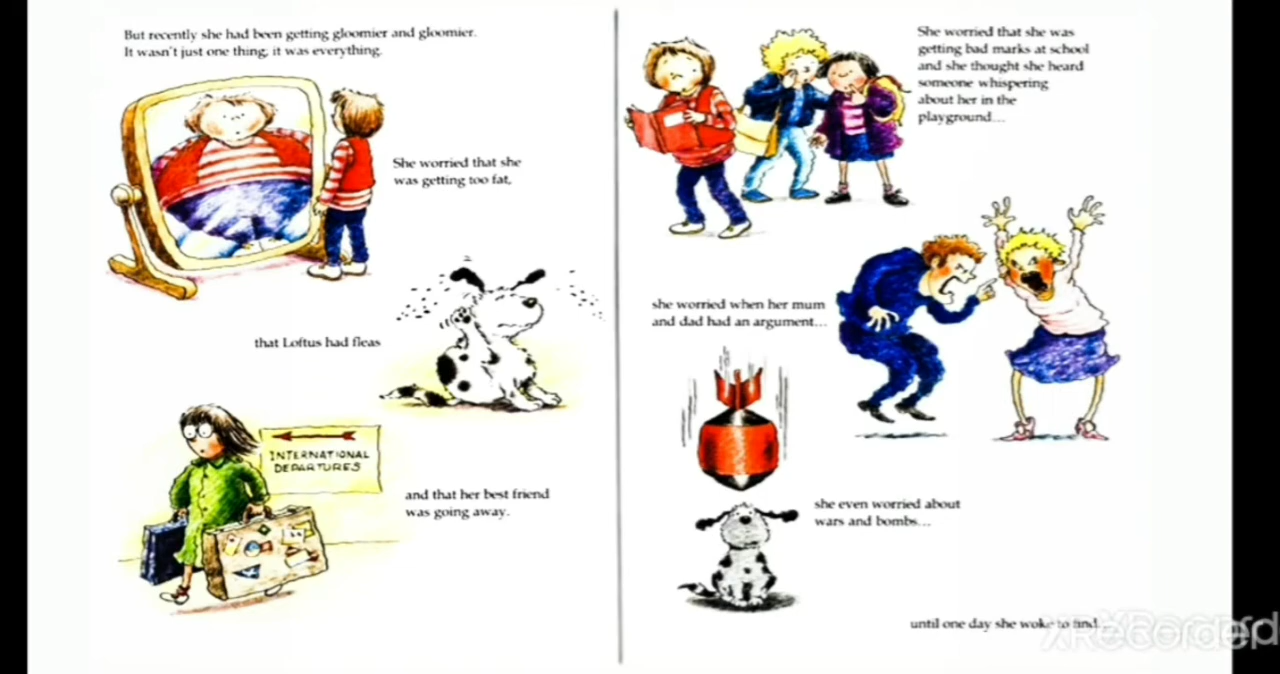 But recently she had been getting gloomier and gloomier.
It wasn't just one thing, it was everything.
She worried that she
was getting too fat,
that Loftus had fleas
INTERNATIONAL
DEPARTURES
and that her best friend
was going away.
She worried that she was
getting bad marks at school
and she thought she heard
someone whispering
about her in the
playground...
she worried when her mum
and dad had an argument...
she even worried about
wars and bombs...
until one day she woke to find
XRecorder